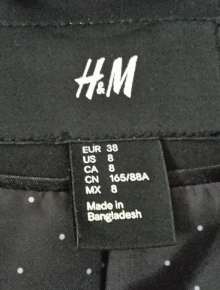 H&M
EUR 38
US 8
CA 8
CN 165/88A
MX 8
Made in
Bangladesh